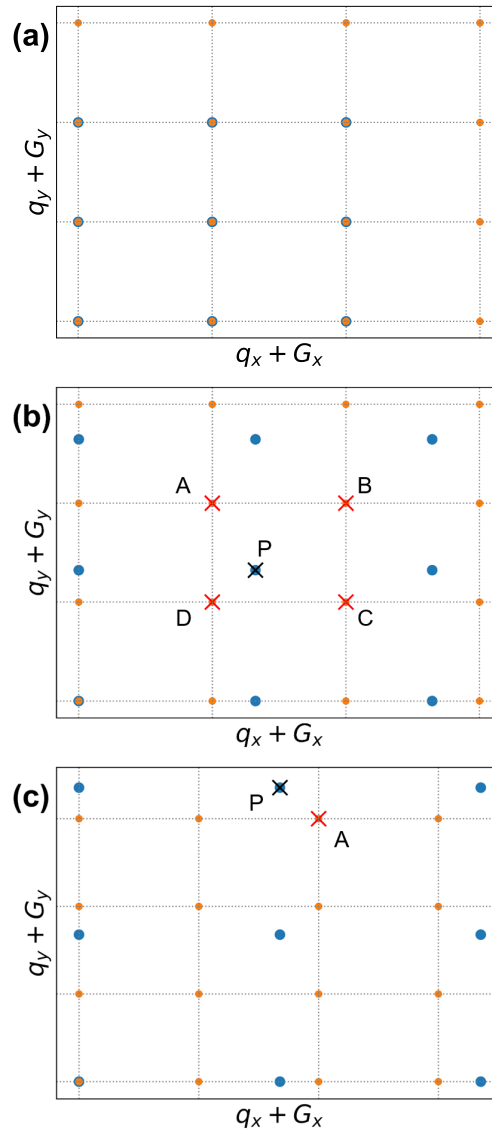 (a)
q_y + G_y
q_x + G_x
(b)
A
B
P
D
C
q_y + G_y
q_x + G_x
(c)
P
A
q_y + G_y
q_x + G_x